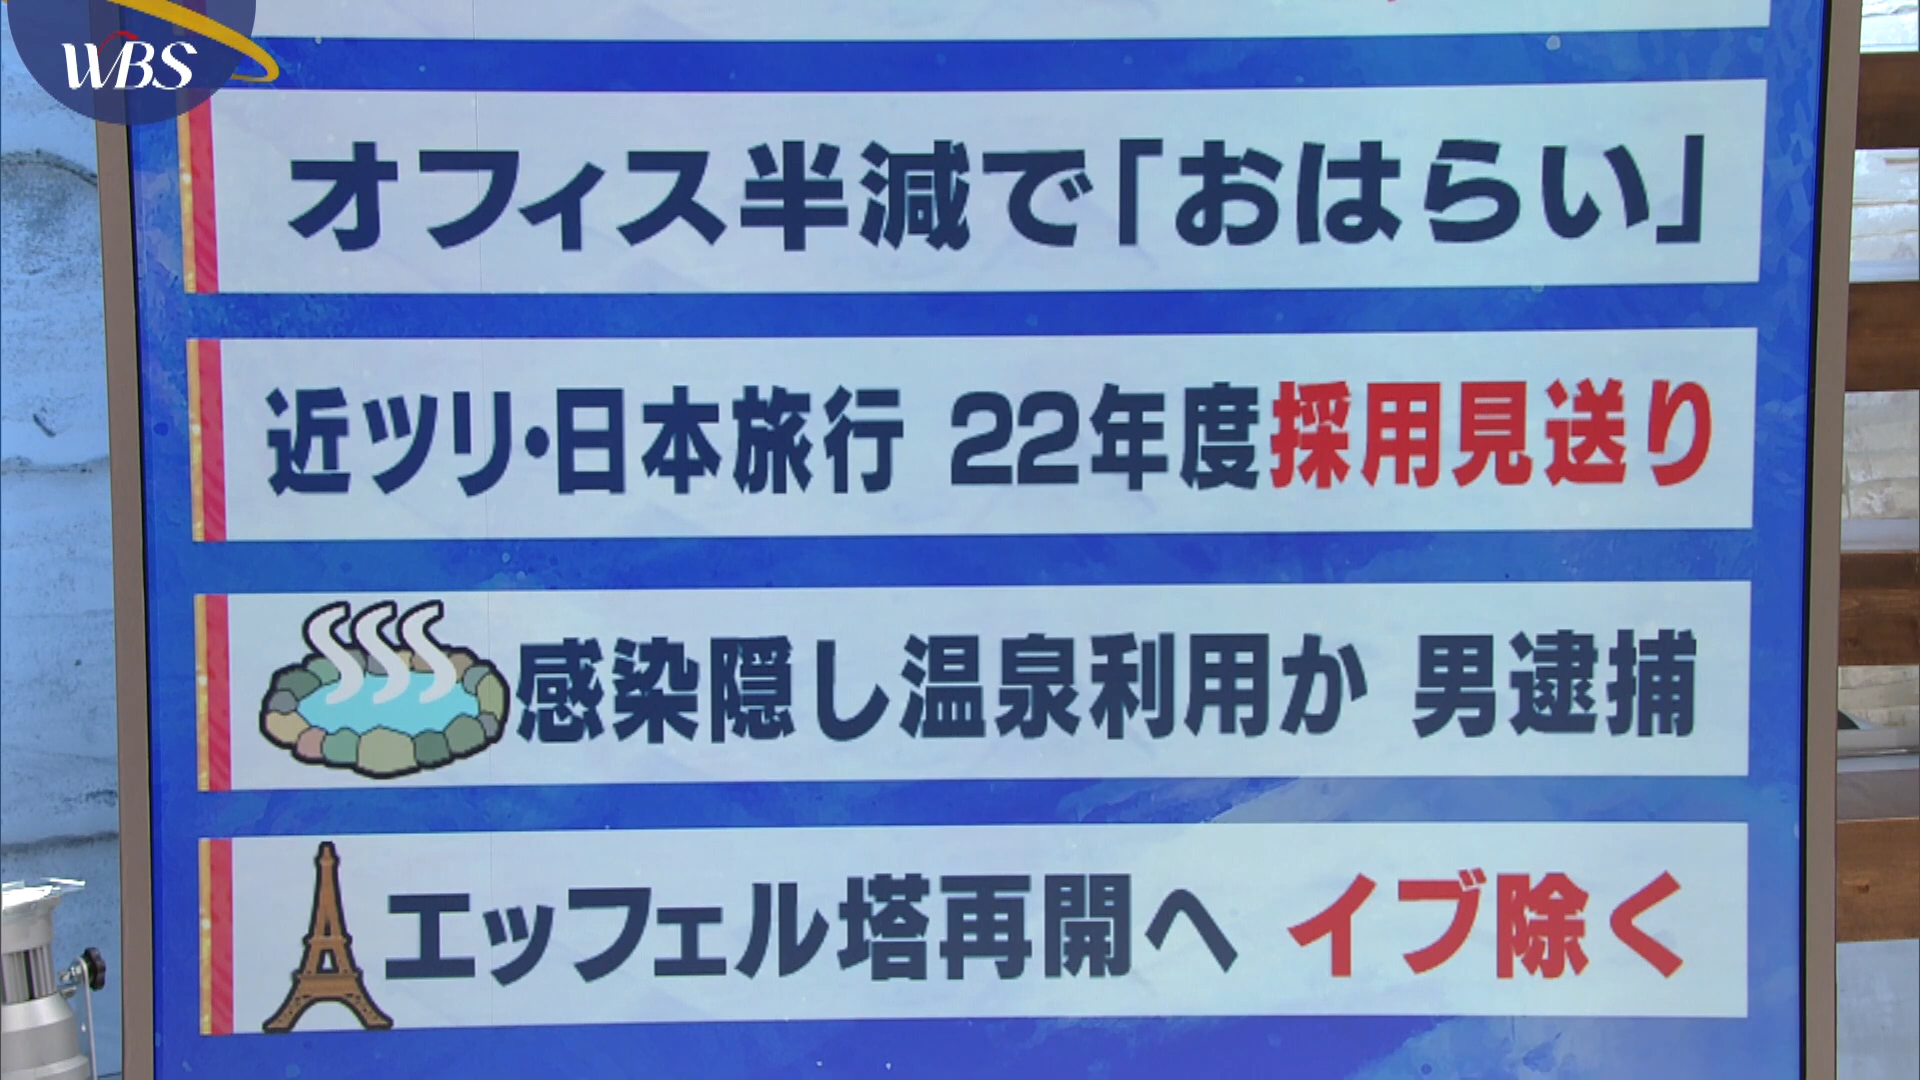 WBS
オフィス半減で「おはらい」
近ツリ・日本旅行 22年度採用見送り
感染隠し温泉利用か 男逮捕
エッフェル塔再開へ イブ除く